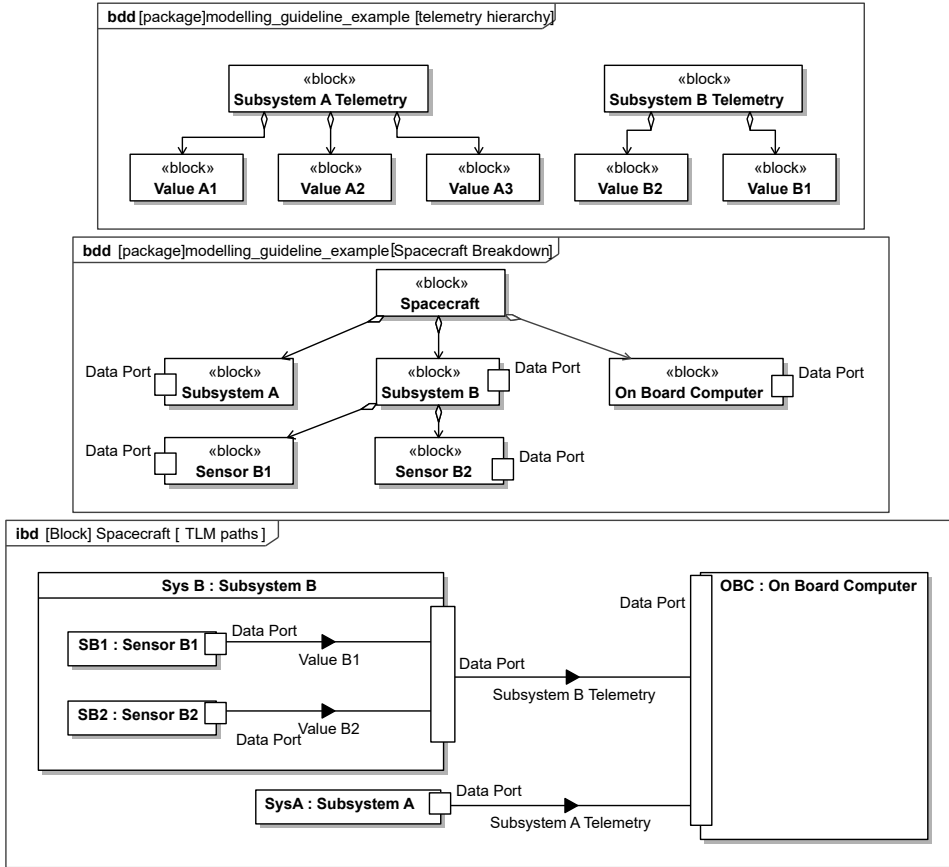 bdd [package]modelling_guideline_example [telemetry hierarchy]
«block»
Subsystem A Telemetry
«block»
Subsystem B Telemetry
«block»
Value A1
«block»
Value A2
«block»
Value A3
«block»
Value B2
«block»
Value B1
bdd [package]modelling_guideline_example[Spacecraft Breakdown]
«block»
Spacecraft
Data Port
«block»
Subsystem A
«block»
Subsystem B
Data Port
«block»
On Board Computer
Data Port
Data Port
«block»
Sensor B1
«block»
Sensor B2
Data Port
ibd [Block] Spacecraft [ TLM paths ]
Sys B : Subsystem B
OBC : On Board Computer
Data Port
SB1 : Sensor B1
Data Port
Value B1
Data Port
Subsystem B Telemetry
SB2 : Sensor B2
Value B2
Data Port
SysA : Subsystem A
Data Port
Subsystem A Telemetry